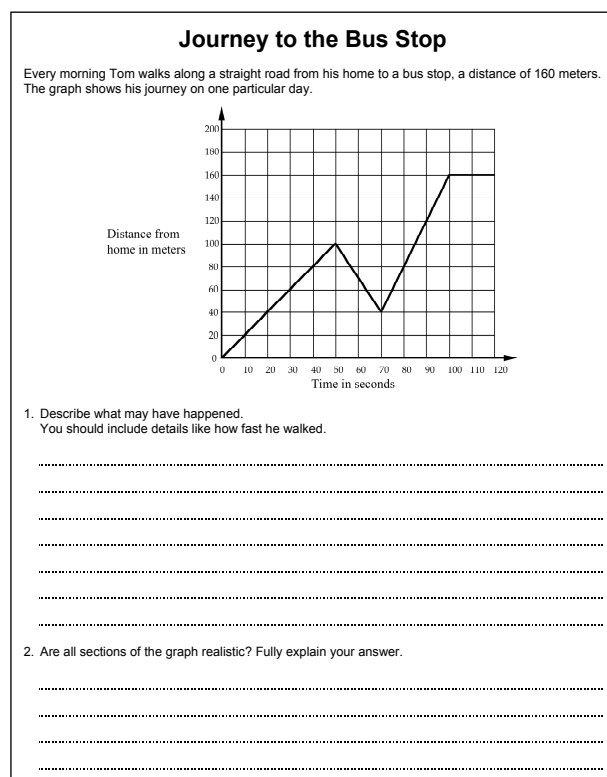 Journey to the Bus Stop
Every morning Tom walks along a straight road from his home to a bus stop, a distance of 160 meters.
The graph shows his journey on one particular day.
200
180
160
140
120
Distance from
home in meters
100
80
60
40
20
0
0 10 20 30 40 50 60 70 80 90 100 110 120
Time in seconds
1. Describe what may have happened.
You should include details like how fast he walked.
2. Are all sections of the graph realistic? Fully explain your answer.